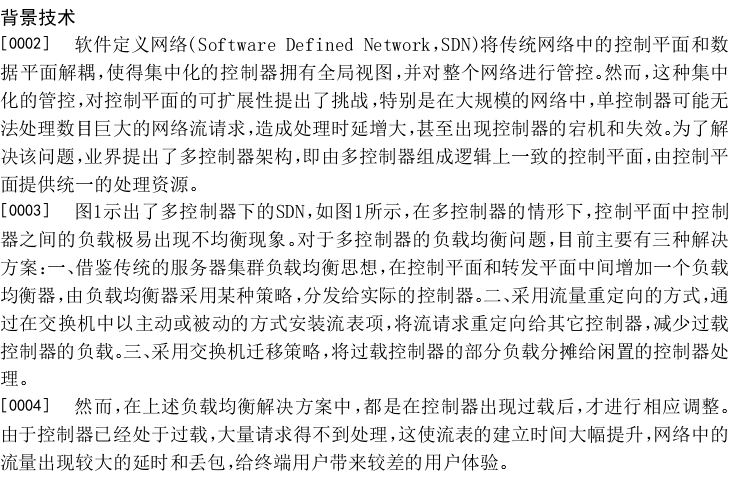 背景技术
[0002] 软件定义网络(Software Defined Network,SDN)将传统网络中的控制平面和数
据平面解耦,使得集中化的控制器拥有全局视图,并对整个网络进行管控。然而,这种集中
化的管控,对控制平面的可扩展性提出了挑战,特别是在大规模的网络中,单控制器可能无
法处理数目巨大的网络流请求,造成处理时延增大,甚至出现控制器的宕机和失效。为了解
决该问题,业界提出了多控制器架构,即由多控制器组成逻辑上一致的控制平面,由控制平
面提供统一的处理资源。
[0003] 图1示出了多控制器下的SDN,如图1所示,在多控制器的情形下,控制平面中控制
器之间的负载极易出现不均衡现象。对于多控制器的负载均衡问题,目前主要有三种解决
方案:一、借鉴传统的服务器集群负载均衡思想,在控制平面和转发平面中间增加一个负载
均衡器,由负载均衡器采用某种策略,分发给实际的控制器。二、采用流量重定向的方式,通
过在交换机中以主动或被动的方式安装流表项,将流请求重定向给其它控制器,减少过载
控制器的负载。三、采用交换机迁移策略,将过载控制器的部分负载分摊给闲置的控制器处
理。
[0004] 然而,在上述负载均衡解决方案中,都是在控制器出现过载后,才进行相应调整。
由于控制器已经处于过载,大量请求得不到处理,这使流表的建立时间大幅提升,网络中的
流量出现较大的延时和丢包,给终端用户带来较差的用户体验。